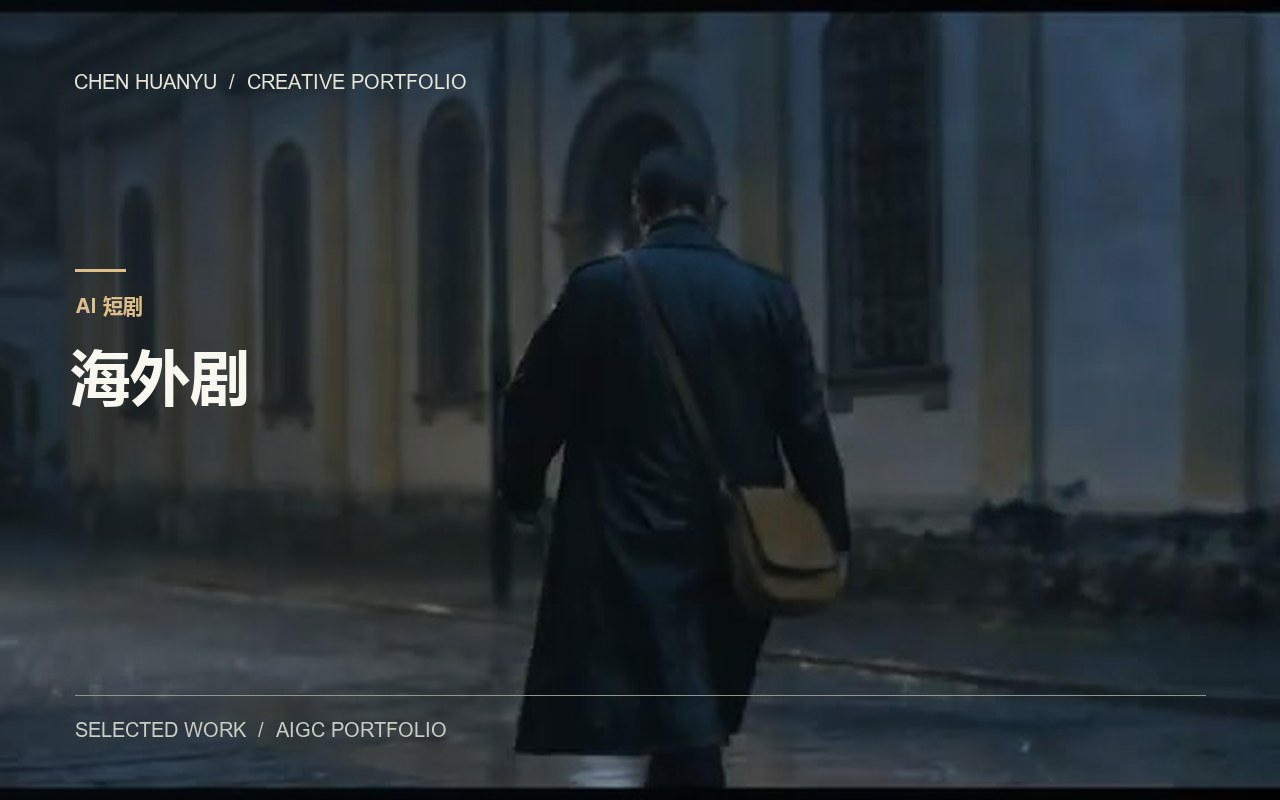 CHEN HUANYU / CREATIVE PORTFOLIO
AI 短剧
海外剧
SELECTED WORK / AIGC PORTFOLIO